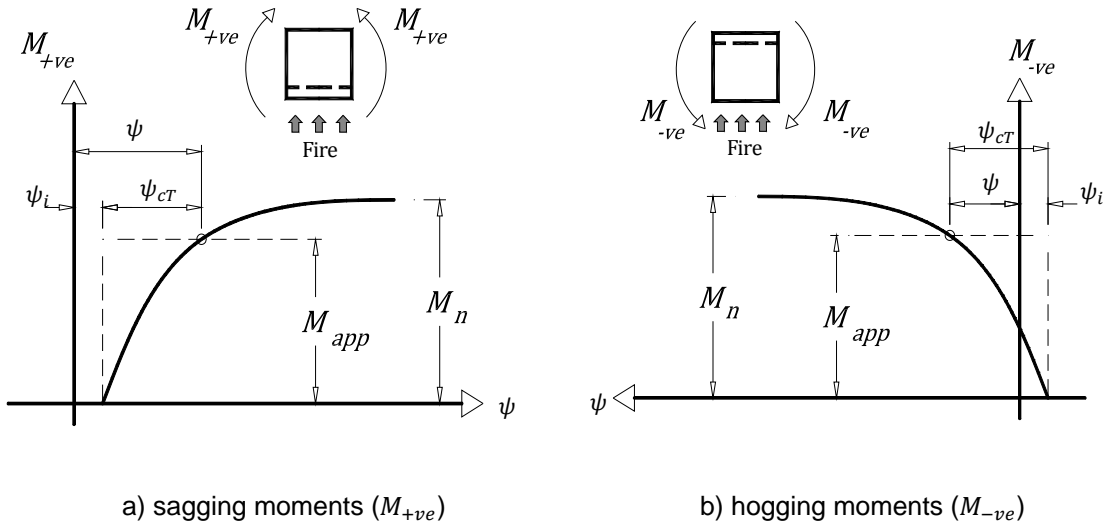 M+ve
M+ve
M+ve
Fire
ψ
ψi
ψcT
Mn
Mapp
ψ
a) sagging moments (M+ve)
M-ve
M-ve
M-ve
Fire
ψcT
ψ
ψi
Mn
Mapp
ψ
b) hogging moments (M−ve)